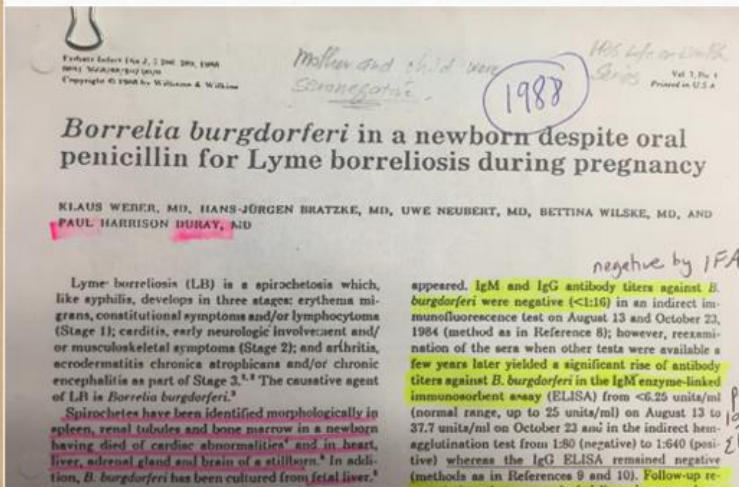 Copyright © 1988 by Williams & Wilkins
Mother and child were
seronegative.
1988
Series
Vol. 7, No. 4
Printed in U.S.A
Borrelia burgdorferi in a newborn despite oral
penicillin for Lyme borreliosis during pregnancy
KLAUS WEBER, MD, HANS-JÜRGEN BRATZKE, MD, UWE NEUBERT, MD, BETTINA WILSKE, MD, AND
PAUL HARRISON DURAY, MD
Lyme borreliosis (LB) is a spirochetosis which,
like syphilis, develops in three stages: erythema mi-
grans, constitutional symptoms and/or lymphocytoma
(Stage 1); carditis, early neurologic involvement and/
or musculoskeletal symptoms (Stage 2); and arthritis,
acrodermatitis chronica atrophicans and/or chronic
encephalitis as part of Stage 3. The causative agent
of LB is Borrelia burgdorferi.
Spirochetes have been identified morphologically in
spleen, renal tubules and bone marrow in a newborn
having died of cardiac abnormalities and in heart,
liver, adrenal gland and brain of a stillborn. In addi-
tion, B. burgdorferi has been cultured from fetal liver.
negative by IFA
appeared. IgM and IgG antibody titers against B.
burgdorferi were negative (<1:16) in an indirect im-
munofluorescence test on August 13 and October 23,
1984 (method as in Reference 8); however, reexami-
nation of the sera when other tests were available a
few years later yielded a significant rise of antibody
titers against B. burgdorferi in the IgM enzyme-linked
immunosorbent assay (ELISA) from <6.25 units/ml
(normal range, up to 25 units/ml) on August 13 to
37.7 units/ml on October 23 and in the indirect hem-
agglutination test from 1:80 (negative) to 1:640 (posi-
tive) whereas the IgG ELISA remained negative
(methods as in References 9 and 10). Follow-up re-